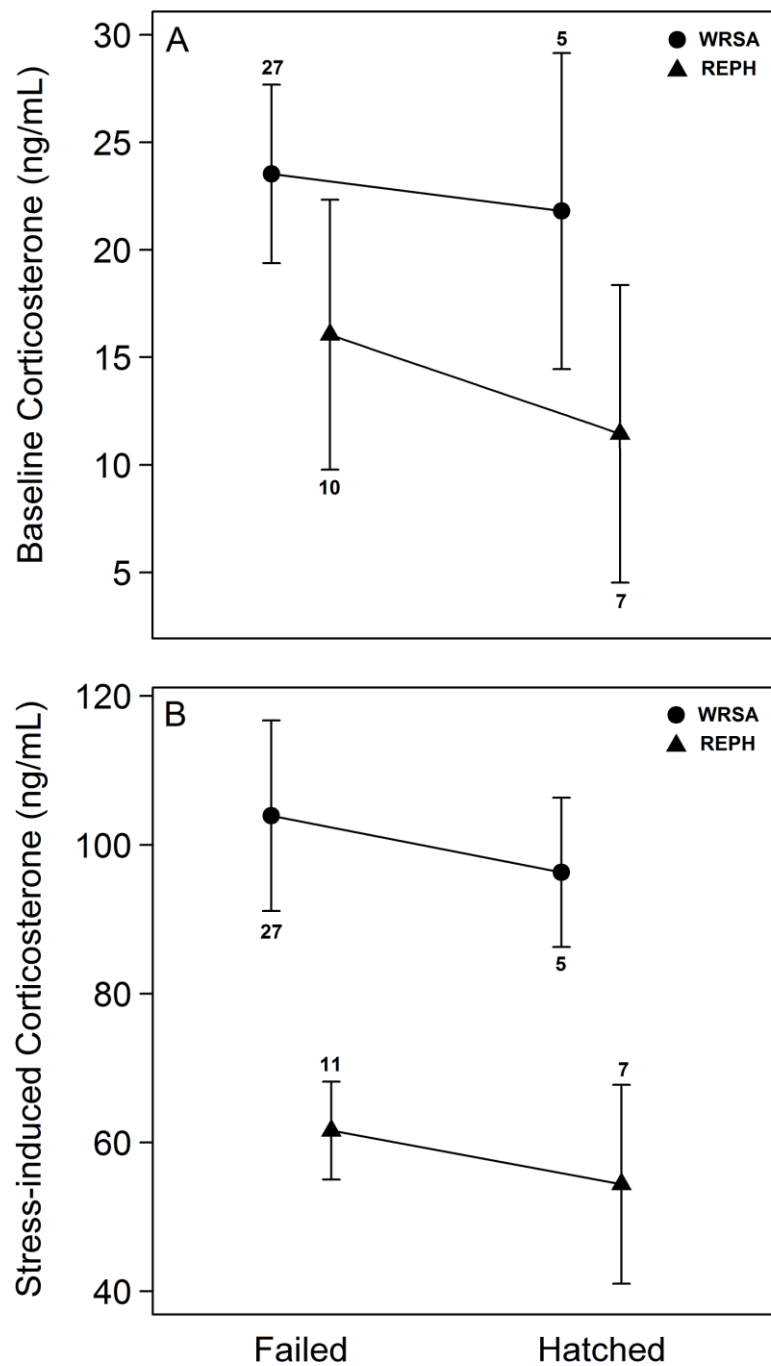 A
WRSA
REPH
Baseline Corticosterone (ng/mL)
30
25
20
15
10
5
27
5
10
7
B
WRSA
REPH
Stress-induced Corticosterone (ng/mL)
120
100
80
60
40
27
5
11
7
Failed
Hatched